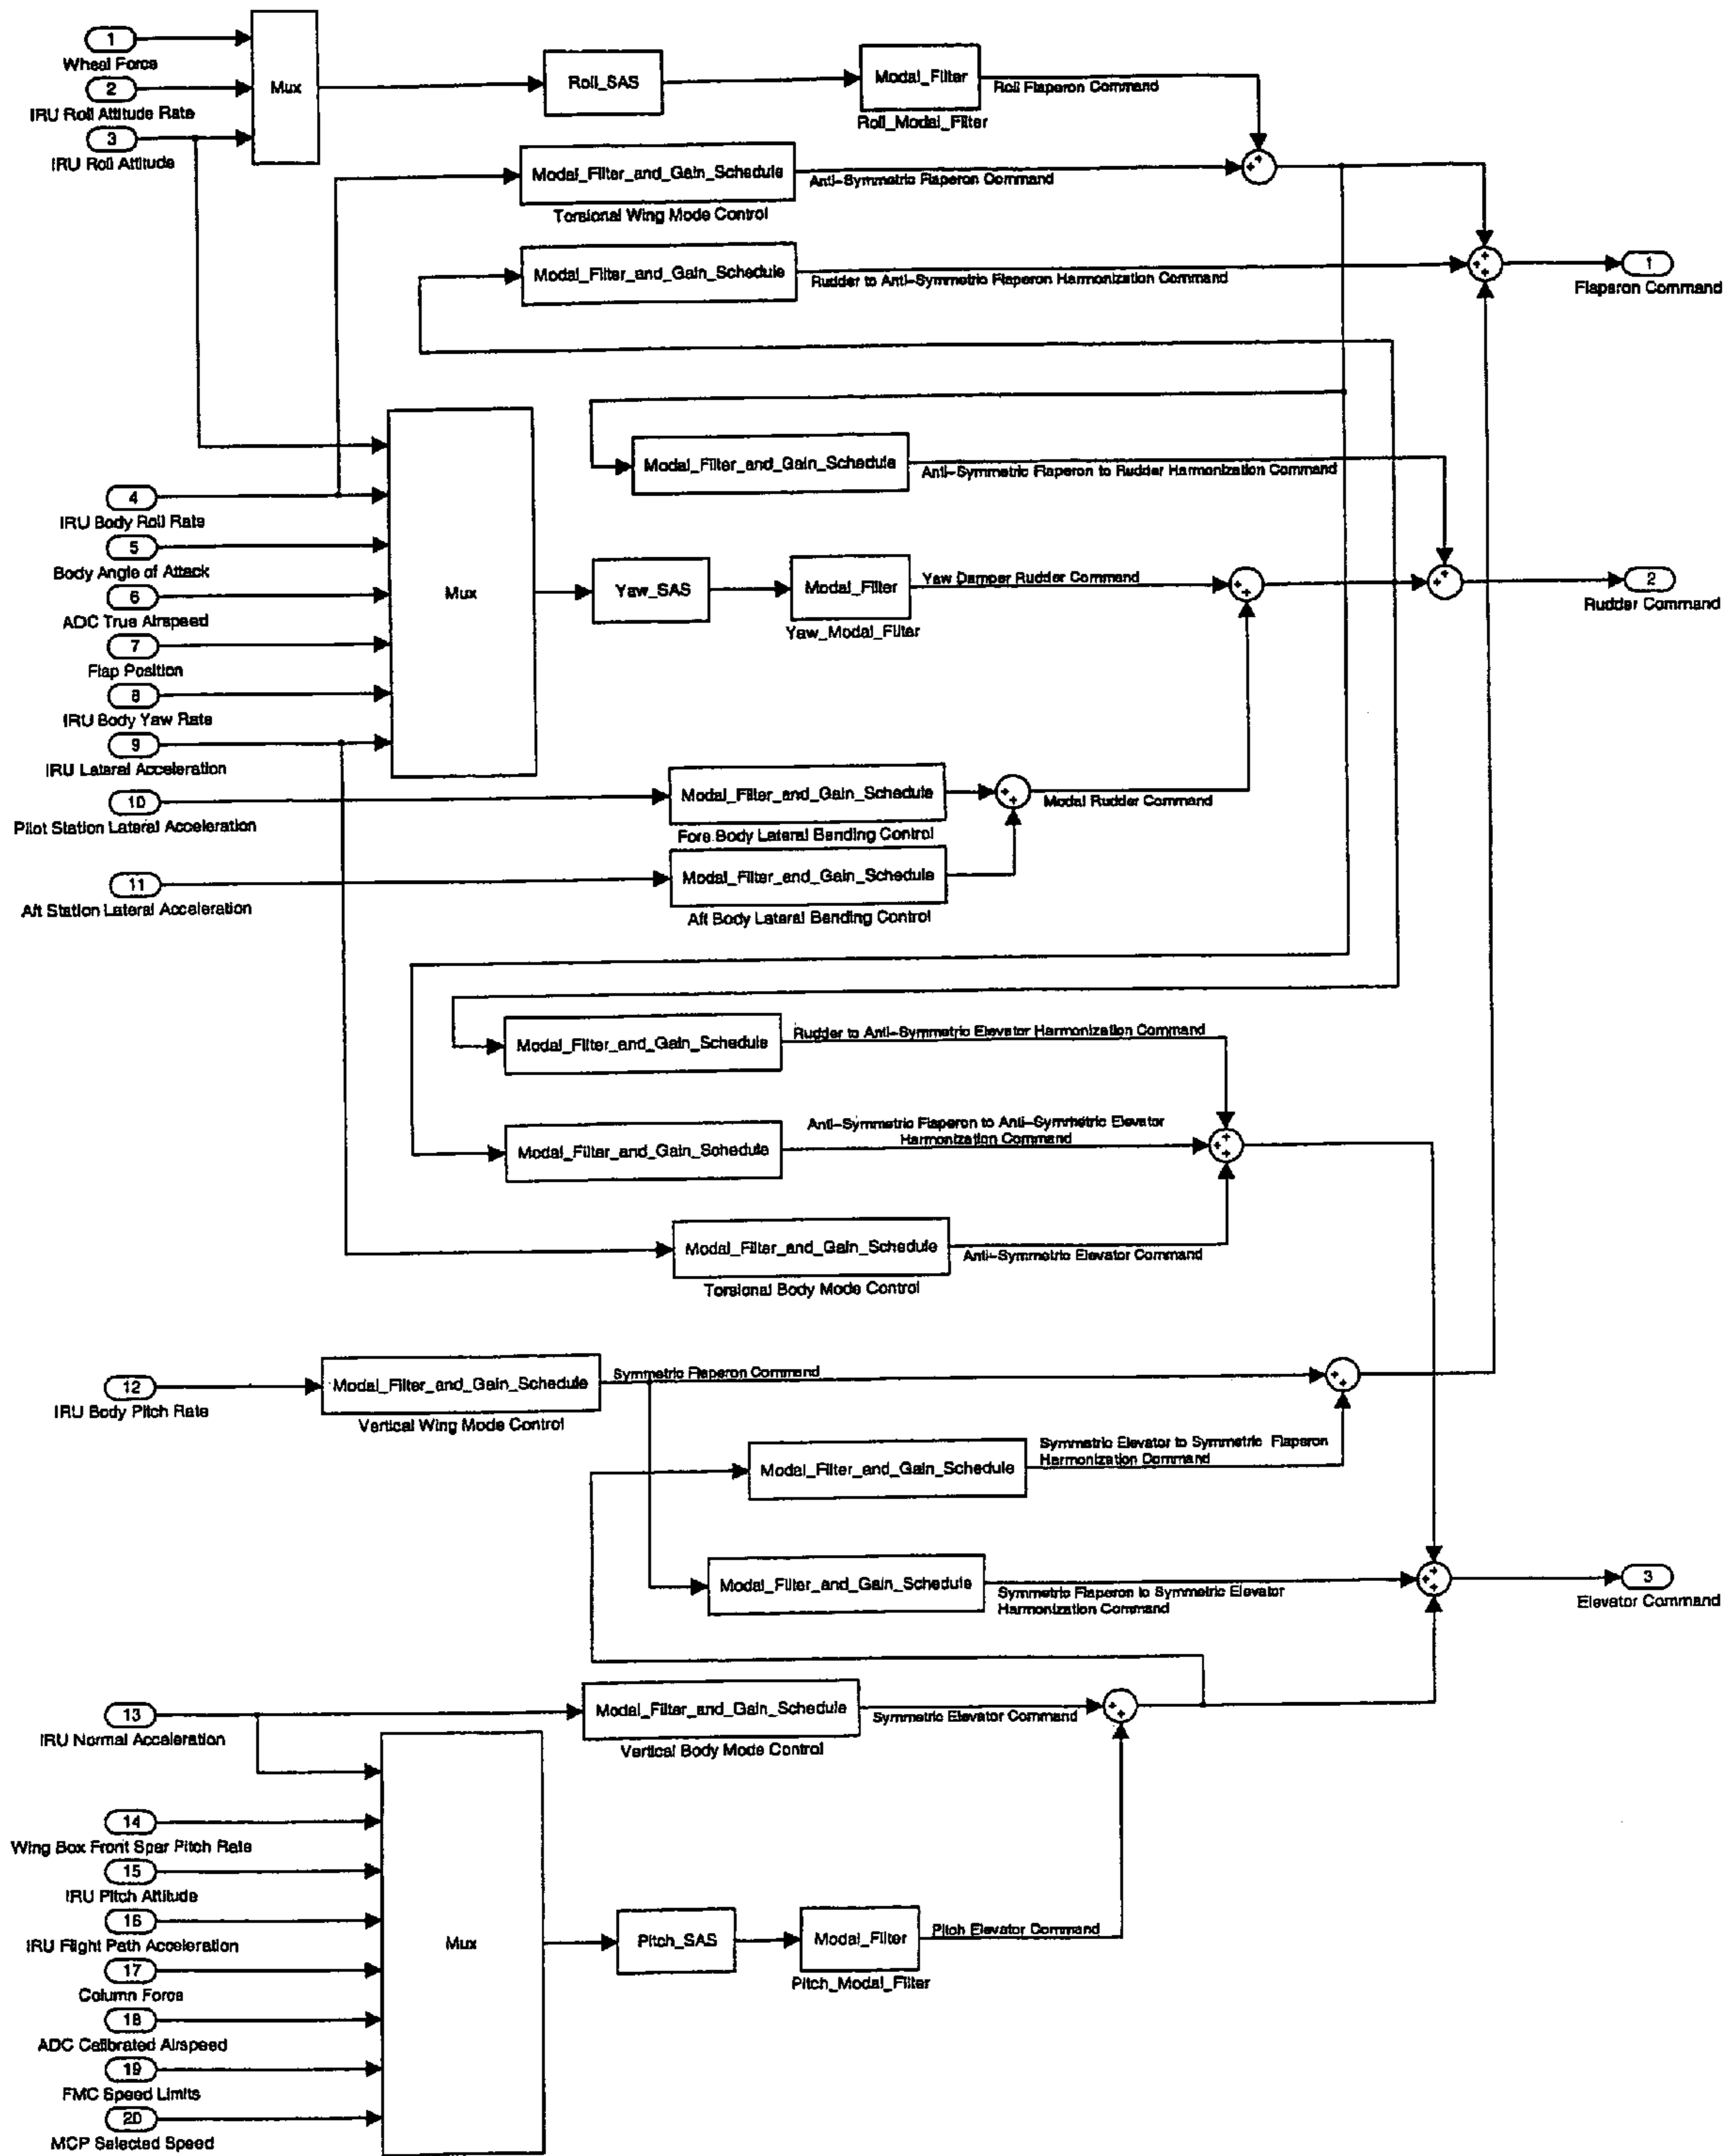 1
Wheel Force
2
IRU Roll Attitude Rate
3
IRU Roll Attitude
Mux
Roll_SAS
Modal_Filter
Roll_Modal_Filter
Roll Flaperon Command
Modal_Filter_and_Gain_Schedule
Torsional Wing Mode Control
Anti-Symmetric Flaperon Command
Modal_Filter_and_Gain_Schedule
Rudder to Anti-Symmetric Flaperon Harmonization Command
1
Flaperon Command
Modal_Filter_and_Gain_Schedule
Anti-Symmetric Flaperon to Rudder Harmonization Command
4
IRU Body Roll Rate
5
Body Angle of Attack
6
ADC True Airspeed
7
Flap Position
8
IRU Body Yaw Rate
9
IRU Lateral Acceleration
Mux
Yaw_SAS
Modal_Filter
Yaw_Modal_Filter
Yaw Damper Rudder Command
2
Rudder Command
10
Pilot Station Lateral Acceleration
Modal_Filter_and_Gain_Schedule
Fore Body Lateral Bending Control
Modal Rudder Command
11
Aft Station Lateral Acceleration
Modal_Filter_and_Gain_Schedule
Aft Body Lateral Bending Control
Modal_Filter_and_Gain_Schedule
Rudder to Anti-Symmetric Elevator Harmonization Command
Modal_Filter_and_Gain_Schedule
Anti-Symmetric Flaperon to Anti-Symmetric Elevator
Harmonization Command
Modal_Filter_and_Gain_Schedule
Torsional Body Mode Control
Anti-Symmetric Elevator Command
12
IRU Body Pitch Rate
Modal_Filter_and_Gain_Schedule
Vertical Wing Mode Control
Symmetric Flaperon Command
Modal_Filter_and_Gain_Schedule
Symmetric Elevator to Symmetric Flaperon
Harmonization Command
Modal_Filter_and_Gain_Schedule
Symmetric Flaperon to Symmetric Elevator
Harmonization Command
3
Elevator Command
13
IRU Normal Acceleration
Modal_Filter_and_Gain_Schedule
Vertical Body Mode Control
Symmetric Elevator Command
14
Wing Box Front Spar Pitch Rate
15
IRU Pitch Attitude
16
IRU Flight Path Acceleration
17
Column Force
18
ADC Calibrated Airspeed
19
FMC Speed Limits
20
MCP Selected Speed
Mux
Pitch_SAS
Modal_Filter
Pitch_Modal_Filter
Pitch Elevator Command